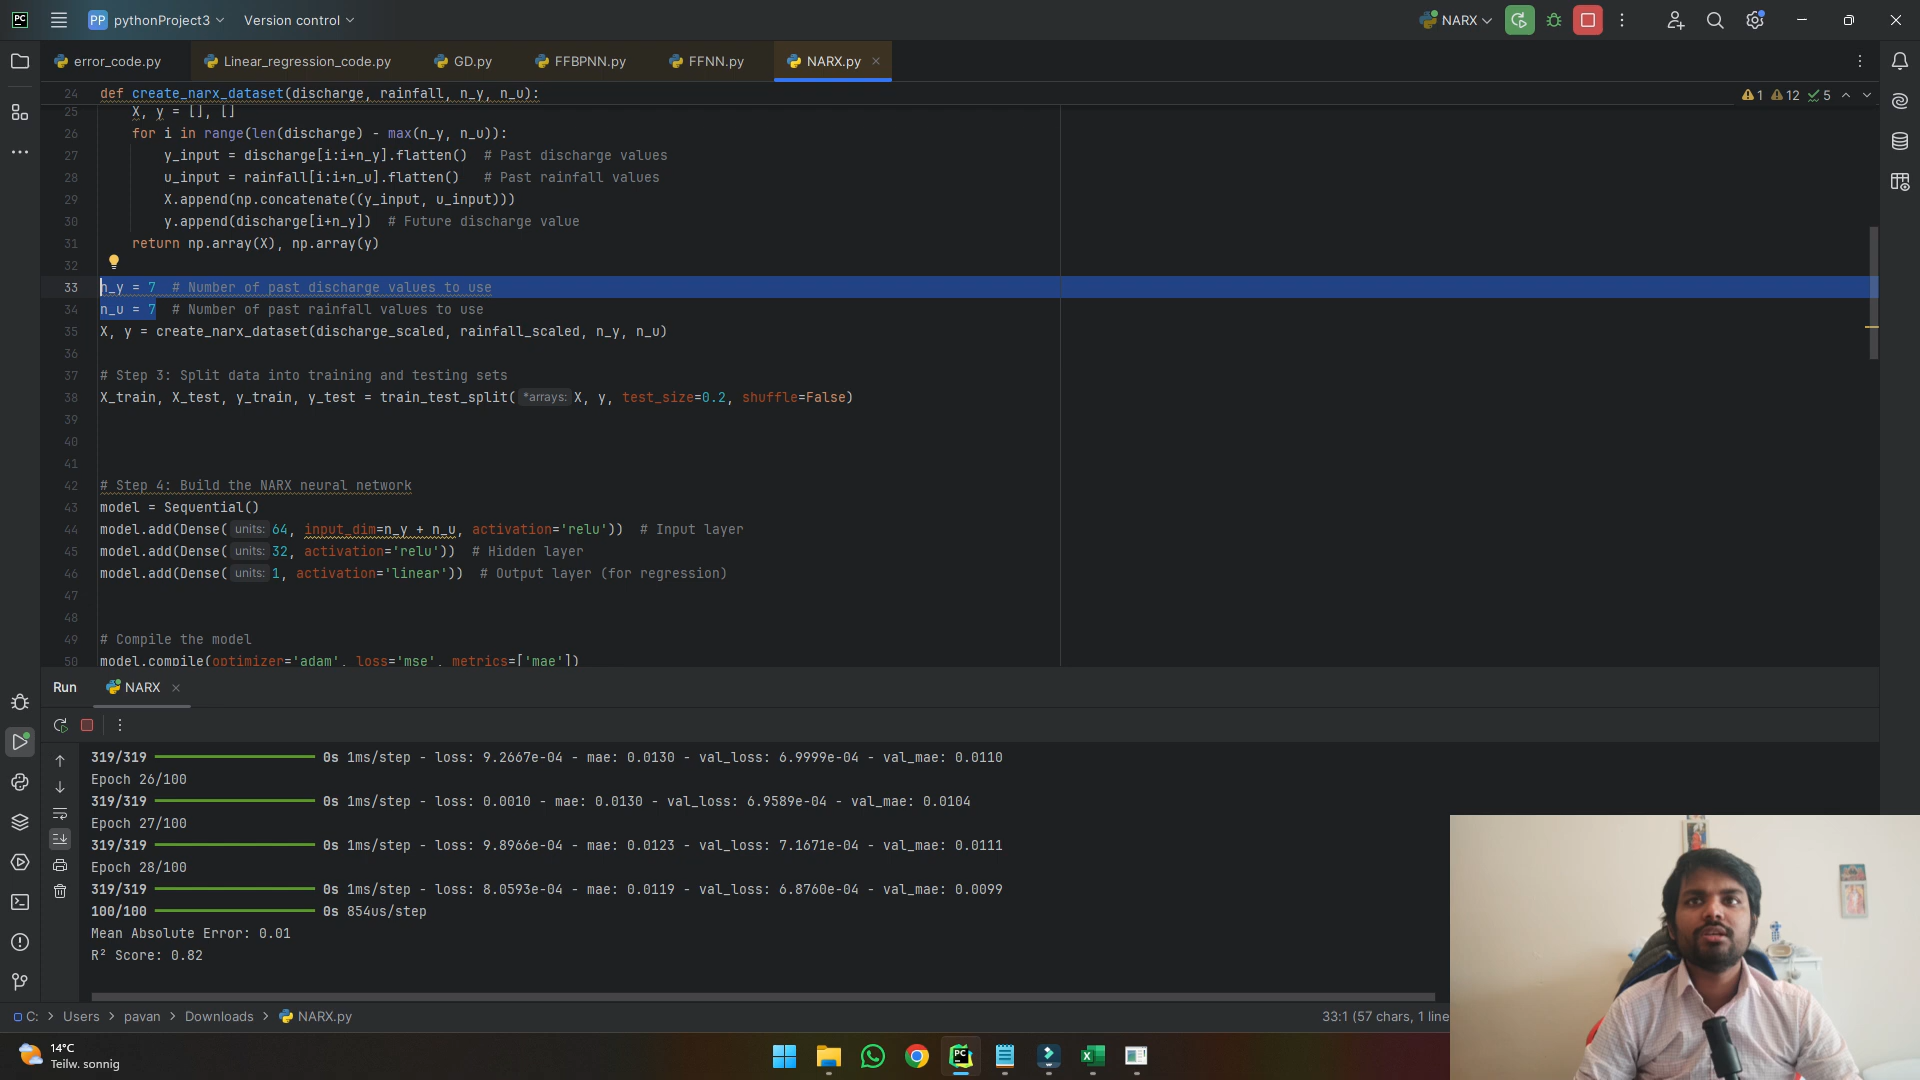 PC
PP pythonProject3 Version control NARX
error_code.py Linear_regression_code.py GD.py FFBPNN.py FFNN.py NARX.py
24 def create_narx_dataset(discharge, rainfall, n_y, n_u): 1 12 5
25 X, y = [], []
26 for i in range(len(discharge) - max(n_y, n_u)):
27 y_input = discharge[i:i+n_y].flatten() # Past discharge values
28 u_input = rainfall[i:i+n_u].flatten() # Past rainfall values
29 X.append(np.concatenate((y_input, u_input)))
30 y.append(discharge[i+n_y]) # Future discharge value
31 return np.array(X), np.array(y)
32
33 n_y = 7 # Number of past discharge values to use
34 n_u = 7 # Number of past rainfall values to use
35 X, y = create_narx_dataset(discharge_scaled, rainfall_scaled, n_y, n_u)
36
37 # Step 3: Split data into training and testing sets
38 X_train, X_test, y_train, y_test = train_test_split( *arrays: X, y, test_size=0.2, shuffle=False)
39
40
41
42 # Step 4: Build the NARX neural network
43 model = Sequential()
44 model.add(Dense( units: 64, input_dim=n_y + n_u, activation='relu')) # Input layer
45 model.add(Dense( units: 32, activation='relu')) # Hidden layer
46 model.add(Dense( units: 1, activation='linear')) # Output layer (for regression)
47
48
49 # Compile the model
50 model.compile(optimizer='adam', loss='mse', metrics=['mae'])
Run NARX
319/319 0s 1ms/step - loss: 9.2667e-04 - mae: 0.0130 - val_loss: 6.9999e-04 - val_mae: 0.0110
Epoch 26/100
319/319 0s 1ms/step - loss: 0.0010 - mae: 0.0130 - val_loss: 6.9589e-04 - val_mae: 0.0104
Epoch 27/100
319/319 0s 1ms/step - loss: 9.8966e-04 - mae: 0.0123 - val_loss: 7.1671e-04 - val_mae: 0.0111
Epoch 28/100
319/319 0s 1ms/step - loss: 8.0593e-04 - mae: 0.0119 - val_loss: 6.8760e-04 - val_mae: 0.0099
100/100 0s 854us/step
Mean Absolute Error: 0.01
R² Score: 0.82
C: > Users > pavan > Downloads > NARX.py 33:1 (57 chars, 1 line
14°C
Teilw. sonnig